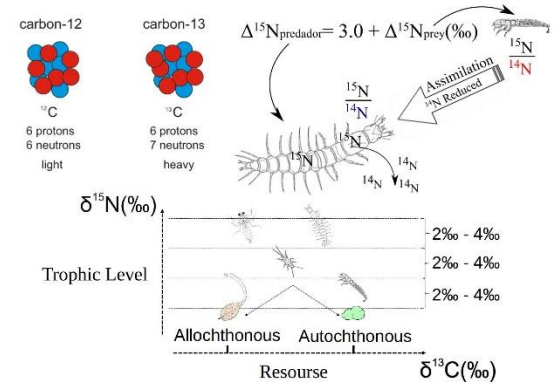 carbon-12
carbon-13
Δ¹⁵Npredador= 3.0 + Δ¹⁵Nprey(‰)
¹²C
6 protons
6 neutrons
light
¹³C
6 protons
7 neutrons
heavy
¹⁵N
¹⁴N
Assimilation
¹⁴N Reduced
¹⁵N
¹⁴N
¹⁵N
¹⁵N
¹⁴N
¹⁴N
¹⁴N
δ¹⁵N(‰)
Trophic Level
2‰ - 4‰
2‰ - 4‰
2‰ - 4‰
Allochthonous
Autochthonous
Resourse
δ¹³C(‰)